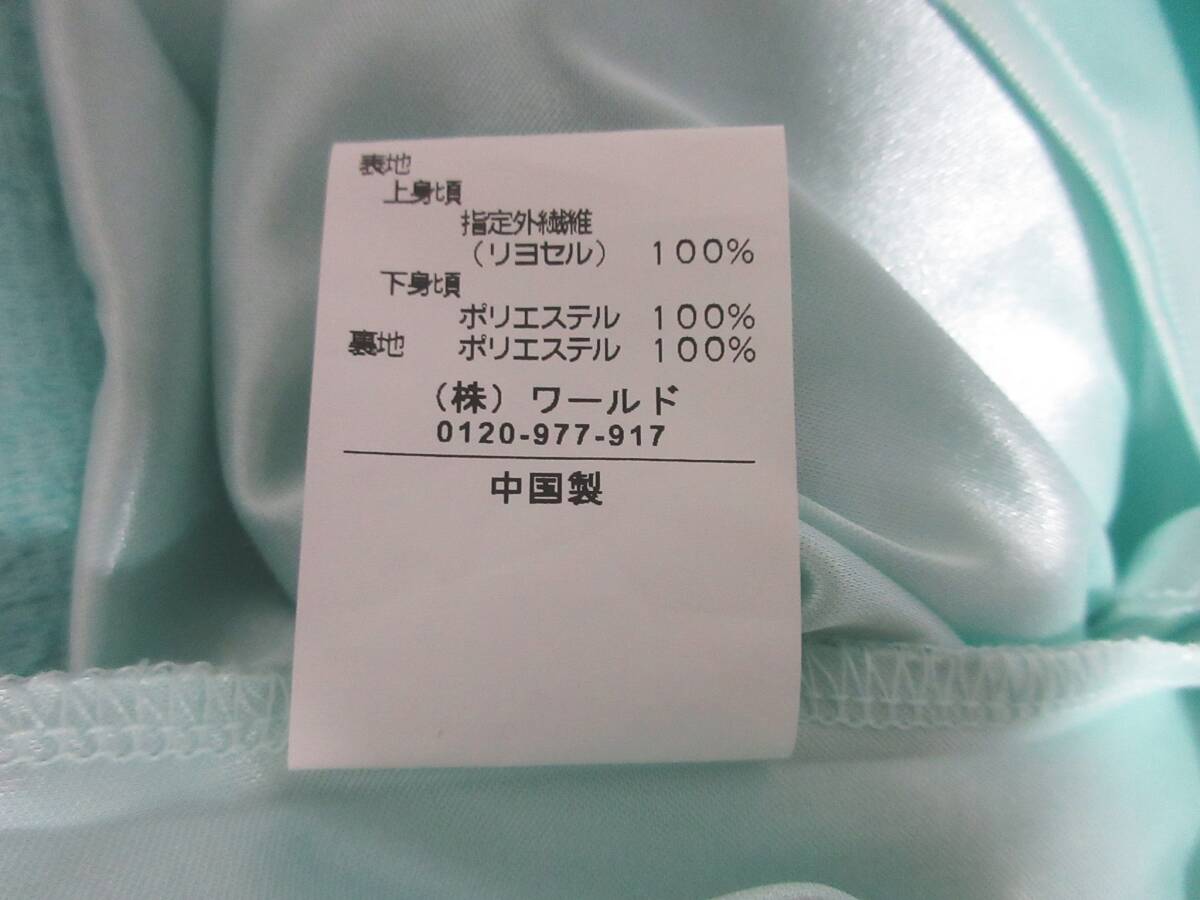 表地
上身頃
指定外繊維
（リヨセル） １００％
下身頃
ポリエステル １００％
裏地 ポリエステル １００％
（株）ワールド
0120-977-917
中国製